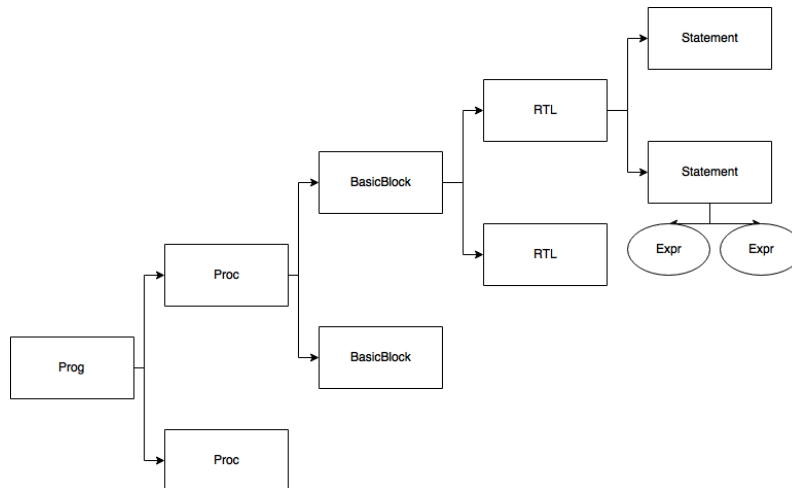 Statement
RTL
Statement
BasicBlock
Expr
Expr
RTL
Proc
BasicBlock
Prog
Proc